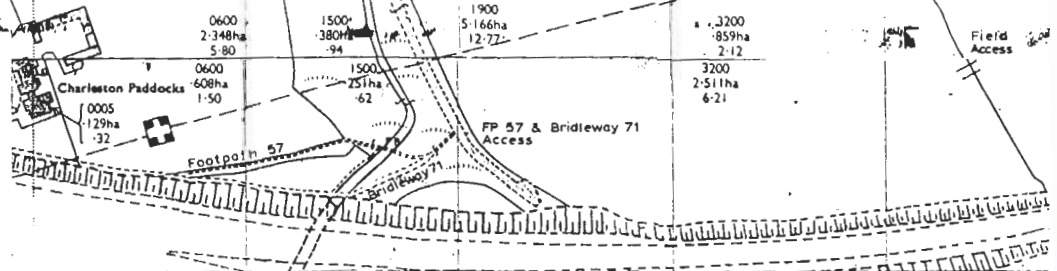 0600
2·348ha
5·80
1500
·380Ha
·94
1900
5·166ha
12·77
3200
·859ha
2·12
Field
Access
0600
·608ha
1·50
1500
·251ha
·62
3200
2·511ha
6·21
Charleston Paddocks
0005
·129ha
·32
FP 57 & Bridleway 71
Access
Footpath 57
Bridleway 71